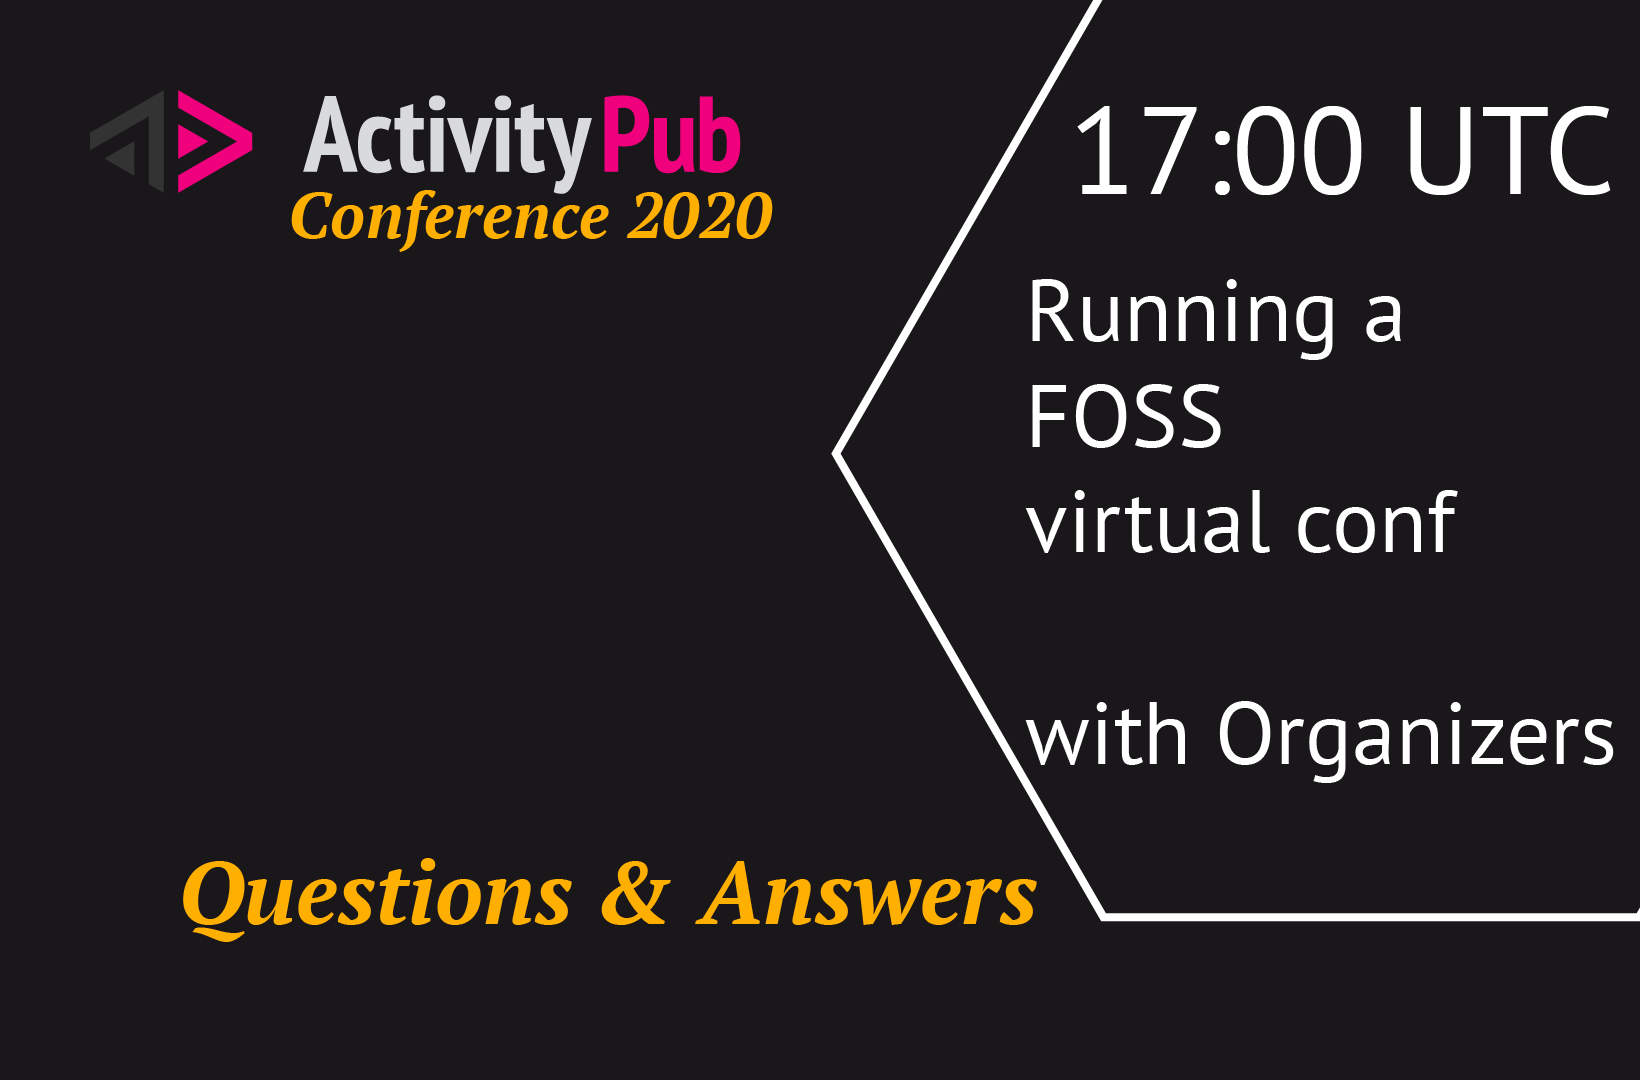 ActivityPub
Conference 2020
17:00 UTC
Running a
FOSS
virtual conf
with Organizers
Questions & Answers